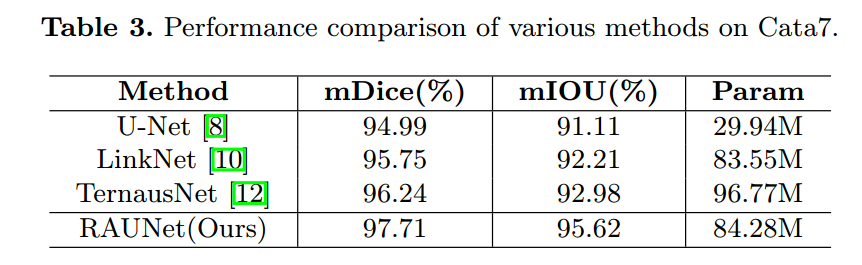 Table 3. Performance comparison of various methods on Cata7.
Method mDice(%) mIOU(%) Param
U-Net [8] 94.99 91.11 29.94M
LinkNet [10] 95.75 92.21 83.55M
TernausNet [12] 96.24 92.98 96.77M
RAUNet(Ours) 97.71 95.62 84.28M